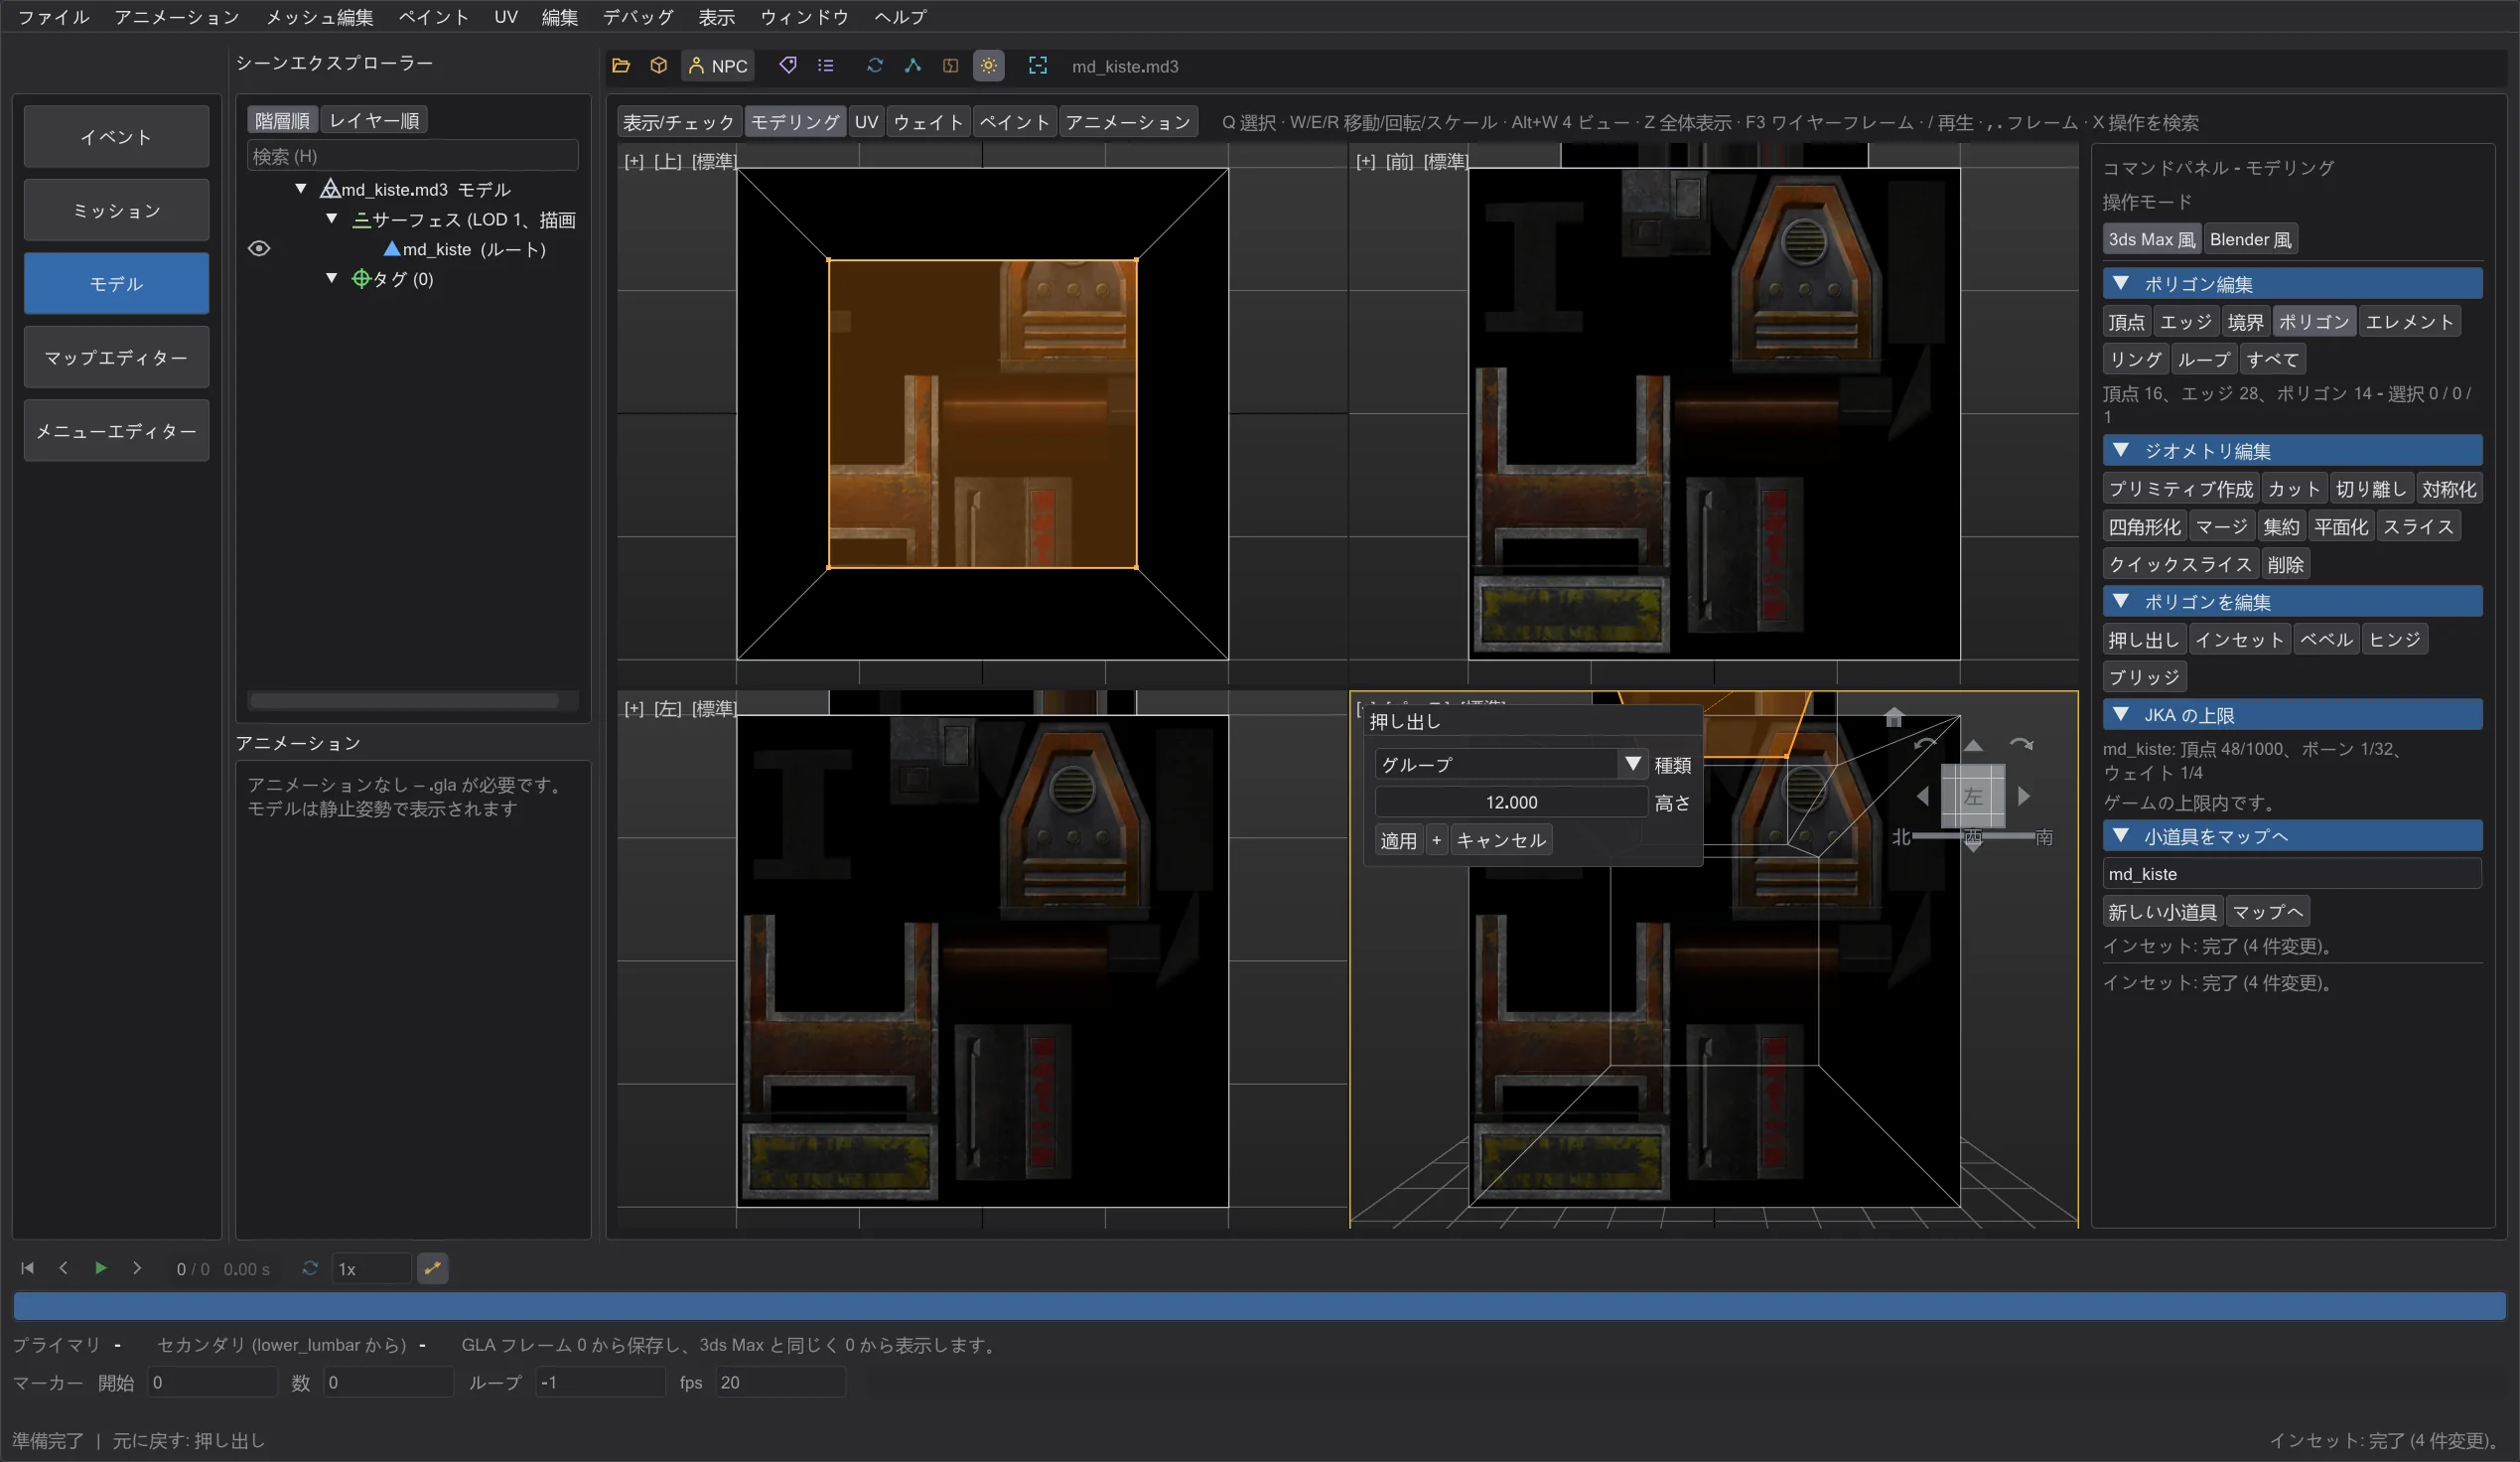 ファイル アニメーション メッシュ編集 ペイント UV 編集 デバッグ 表示 ウィンドウ ヘルプ
シーンエクスプローラー
NPC md_kiste.md3
イベント
ミッション
モデル
マップエディター
メニューエディター
階層順 レイヤー順
検索 (H)
md_kiste.md3 モデル
サーフェス (LOD 1、描画
md_kiste (ルート)
タグ (0)
アニメーション
アニメーションなし – .gla が必要です。
モデルは静止姿勢で表示されます
表示/チェック モデリング UV ウェイト ペイント アニメーション Q 選択 · W/E/R 移動/回転/スケール · Alt+W 4 ビュー · Z 全体表示 · F3 ワイヤーフレーム · / 再生 · , . フレーム · X 操作を検索
[+] [上] [標準]
[+] [前] [標準]
[+] [左] [標準]
押し出し
グループ 種類
12.000 高さ
適用 + キャンセル
左
北 西 南
コマンドパネル - モデリング
操作モード
3ds Max 風 Blender 風
ポリゴン編集
頂点 エッジ 境界 ポリゴン エレメント
リング ループ すべて
頂点 16、エッジ 28、ポリゴン 14 - 選択 0 / 0 /
1
ジオメトリ編集
プリミティブ作成 カット 切り離し 対称化
四角形化 マージ 集約 平面化 スライス
クイックスライス 削除
ポリゴンを編集
押し出し インセット ベベル ヒンジ
ブリッジ
JKA の上限
md_kiste: 頂点 48/1000、ボーン 1/32、
ウェイト 1/4
ゲームの上限内です。
小道具をマップへ
md_kiste
新しい小道具 マップへ
インセット: 完了 (4 件変更)。
インセット: 完了 (4 件変更)。
0 / 0 0.00 s 1x
プライマリ - セカンダリ (lower_lumbar から) - GLA フレーム 0 から保存し、3ds Max と同じく 0 から表示します。
マーカー 開始 0 数 0 ループ -1 fps 20
準備完了 | 元に戻す: 押し出し
インセット: 完了 (4 件変更)。